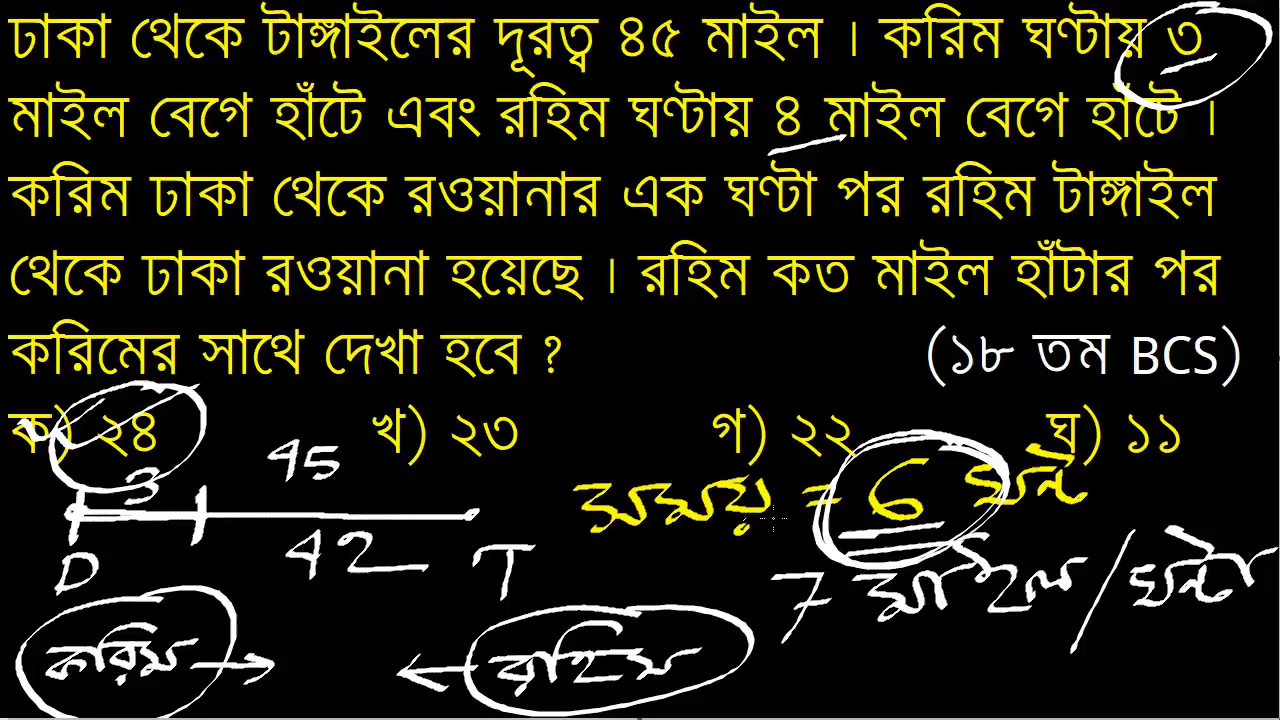 ঢাকা থেকে টাঙ্গাইলের দূরত্ব ৪৫ মাইল । করিম ঘণ্টায় ৩
মাইল বেগে হাঁটে এবং রহিম ঘণ্টায় ৪ মাইল বেগে হাঁটে ।
করিম ঢাকা থেকে রওয়ানার এক ঘণ্টা পর রহিম টাঙ্গাইল
থেকে ঢাকা রওয়ানা হয়েছে । রহিম কত মাইল হাঁটার পর
করিমের সাথে দেখা হবে ?
(১৮ তম BCS)
ক) ২৪ খ) ২৩ গ) ২২ ঘ) ১১
3 45
সময় = 6 ঘন্টা
D 42 T
7 মাইল/ঘন্টা
করিম রহিম